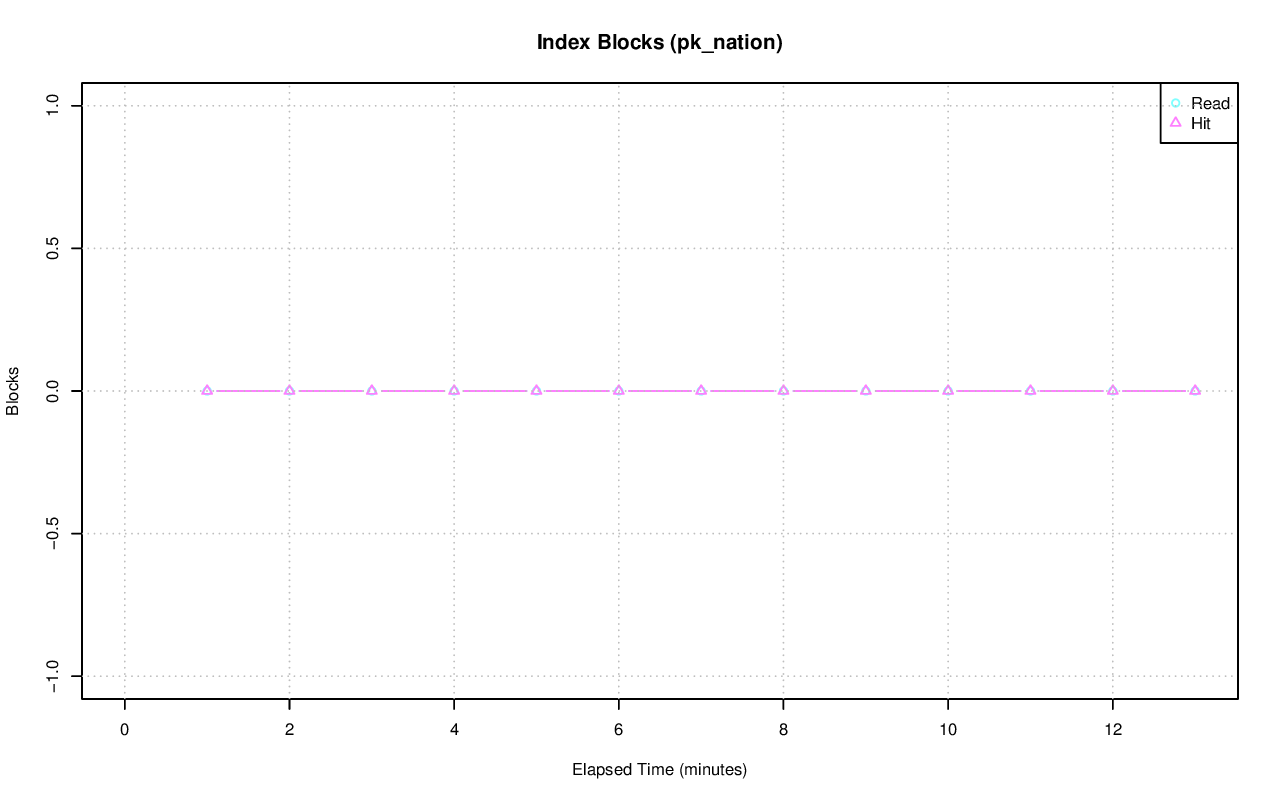 Index Blocks (pk_nation)
Read
Hit
1.0
0.5
0.0
−0.5
−1.0
Blocks
0 2 4 6 8 10 12
Elapsed Time (minutes)